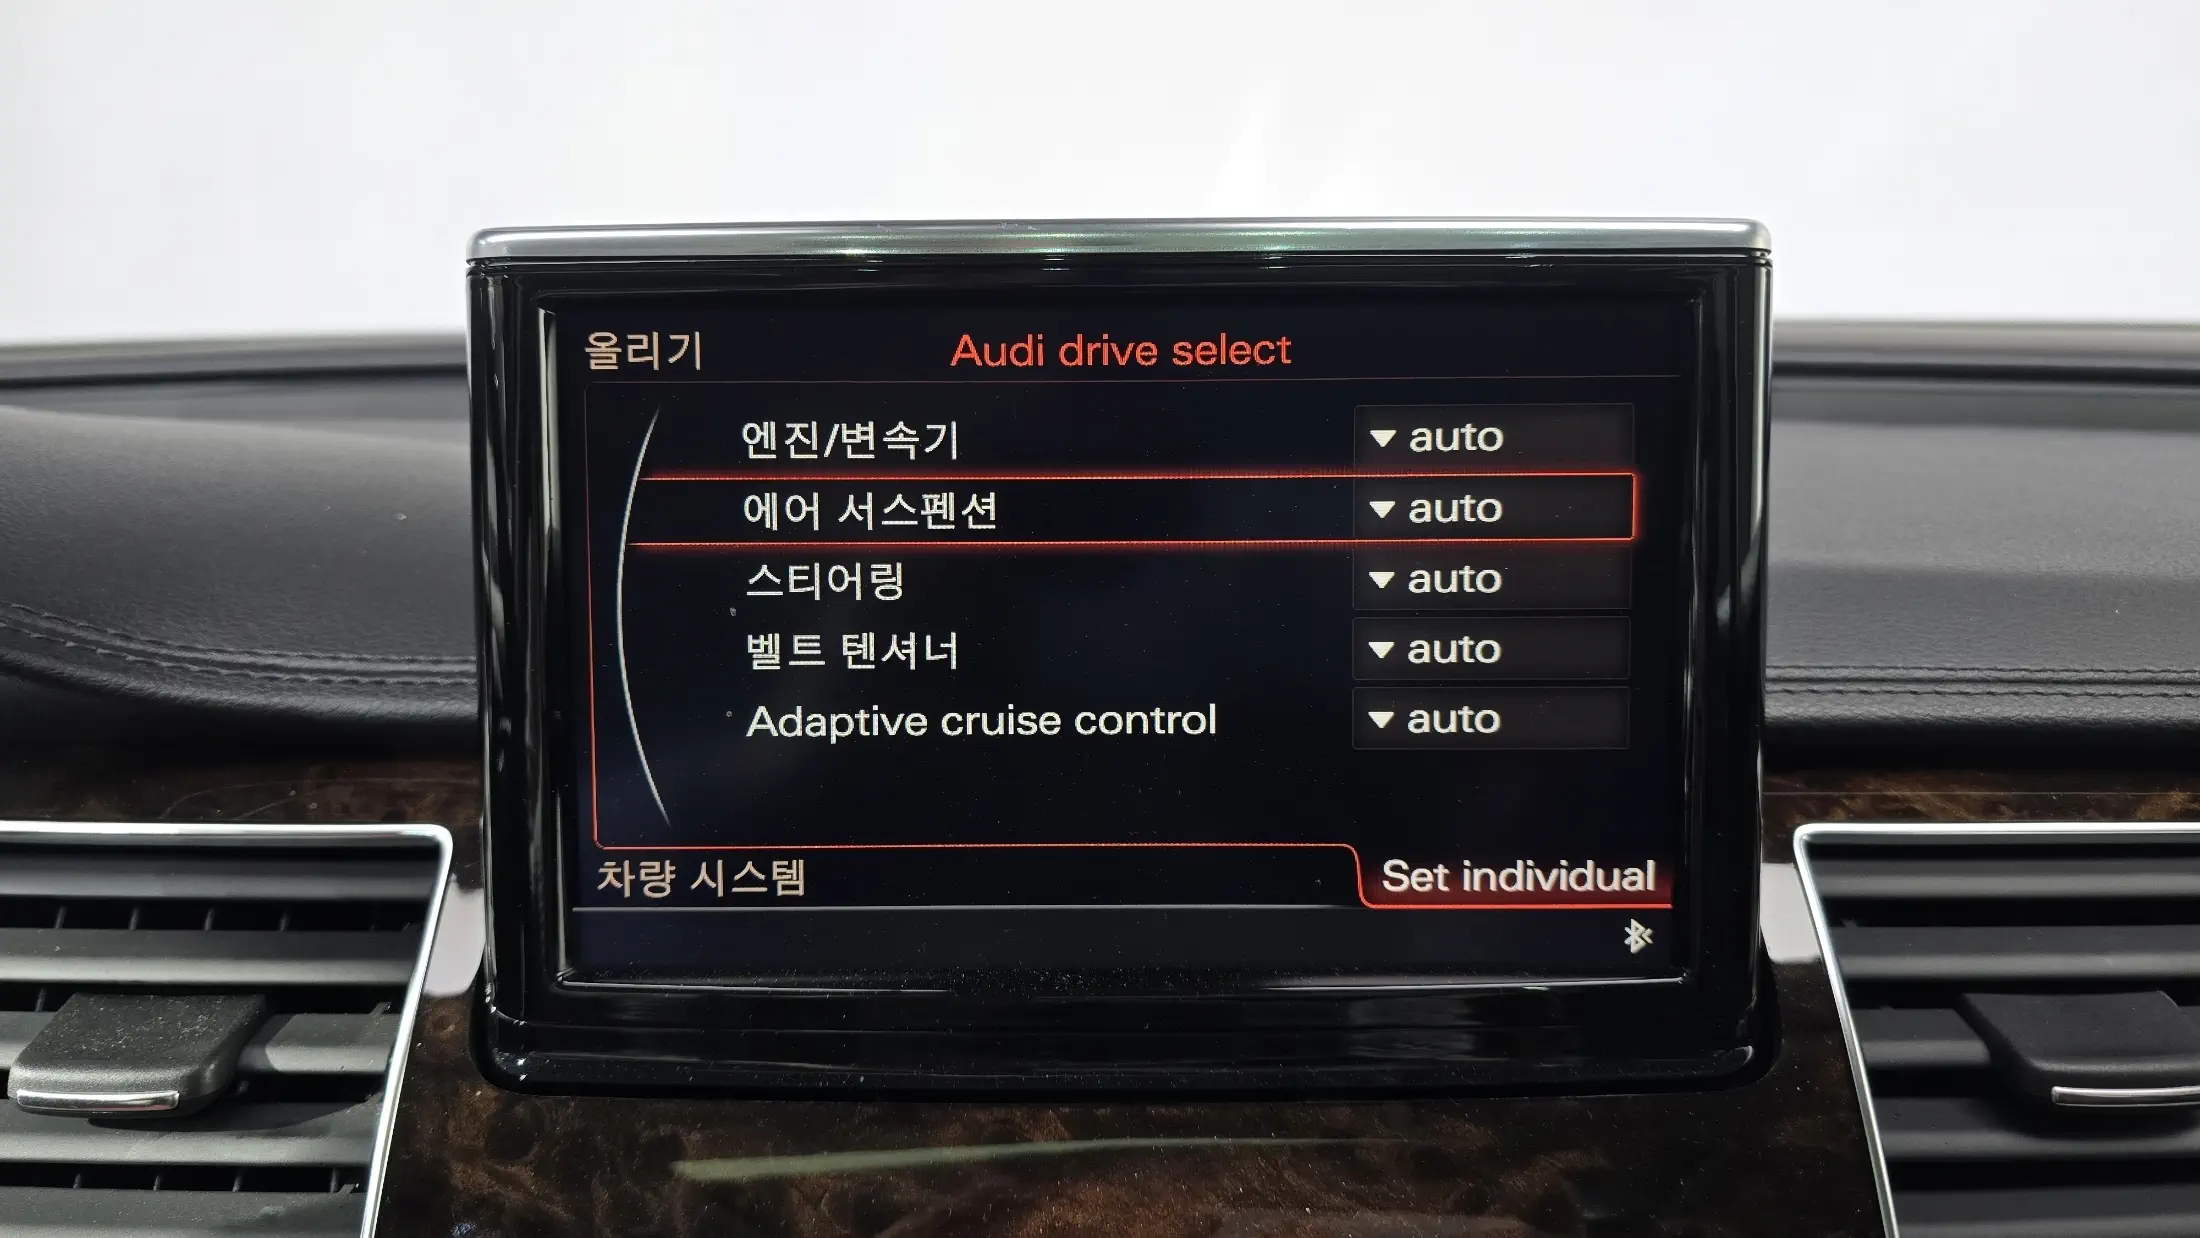 올리기 Audi drive select
엔진/변속기 auto
에어 서스펜션 auto
스티어링 auto
벨트 텐셔너 auto
Adaptive cruise control auto
차량 시스템 Set individual